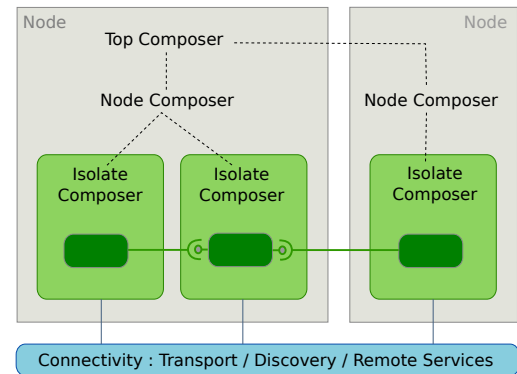 Node
Node
Top Composer
Node Composer
Node Composer
Isolate
Composer
Isolate
Composer
Isolate
Composer
Connectivity : Transport / Discovery / Remote Services